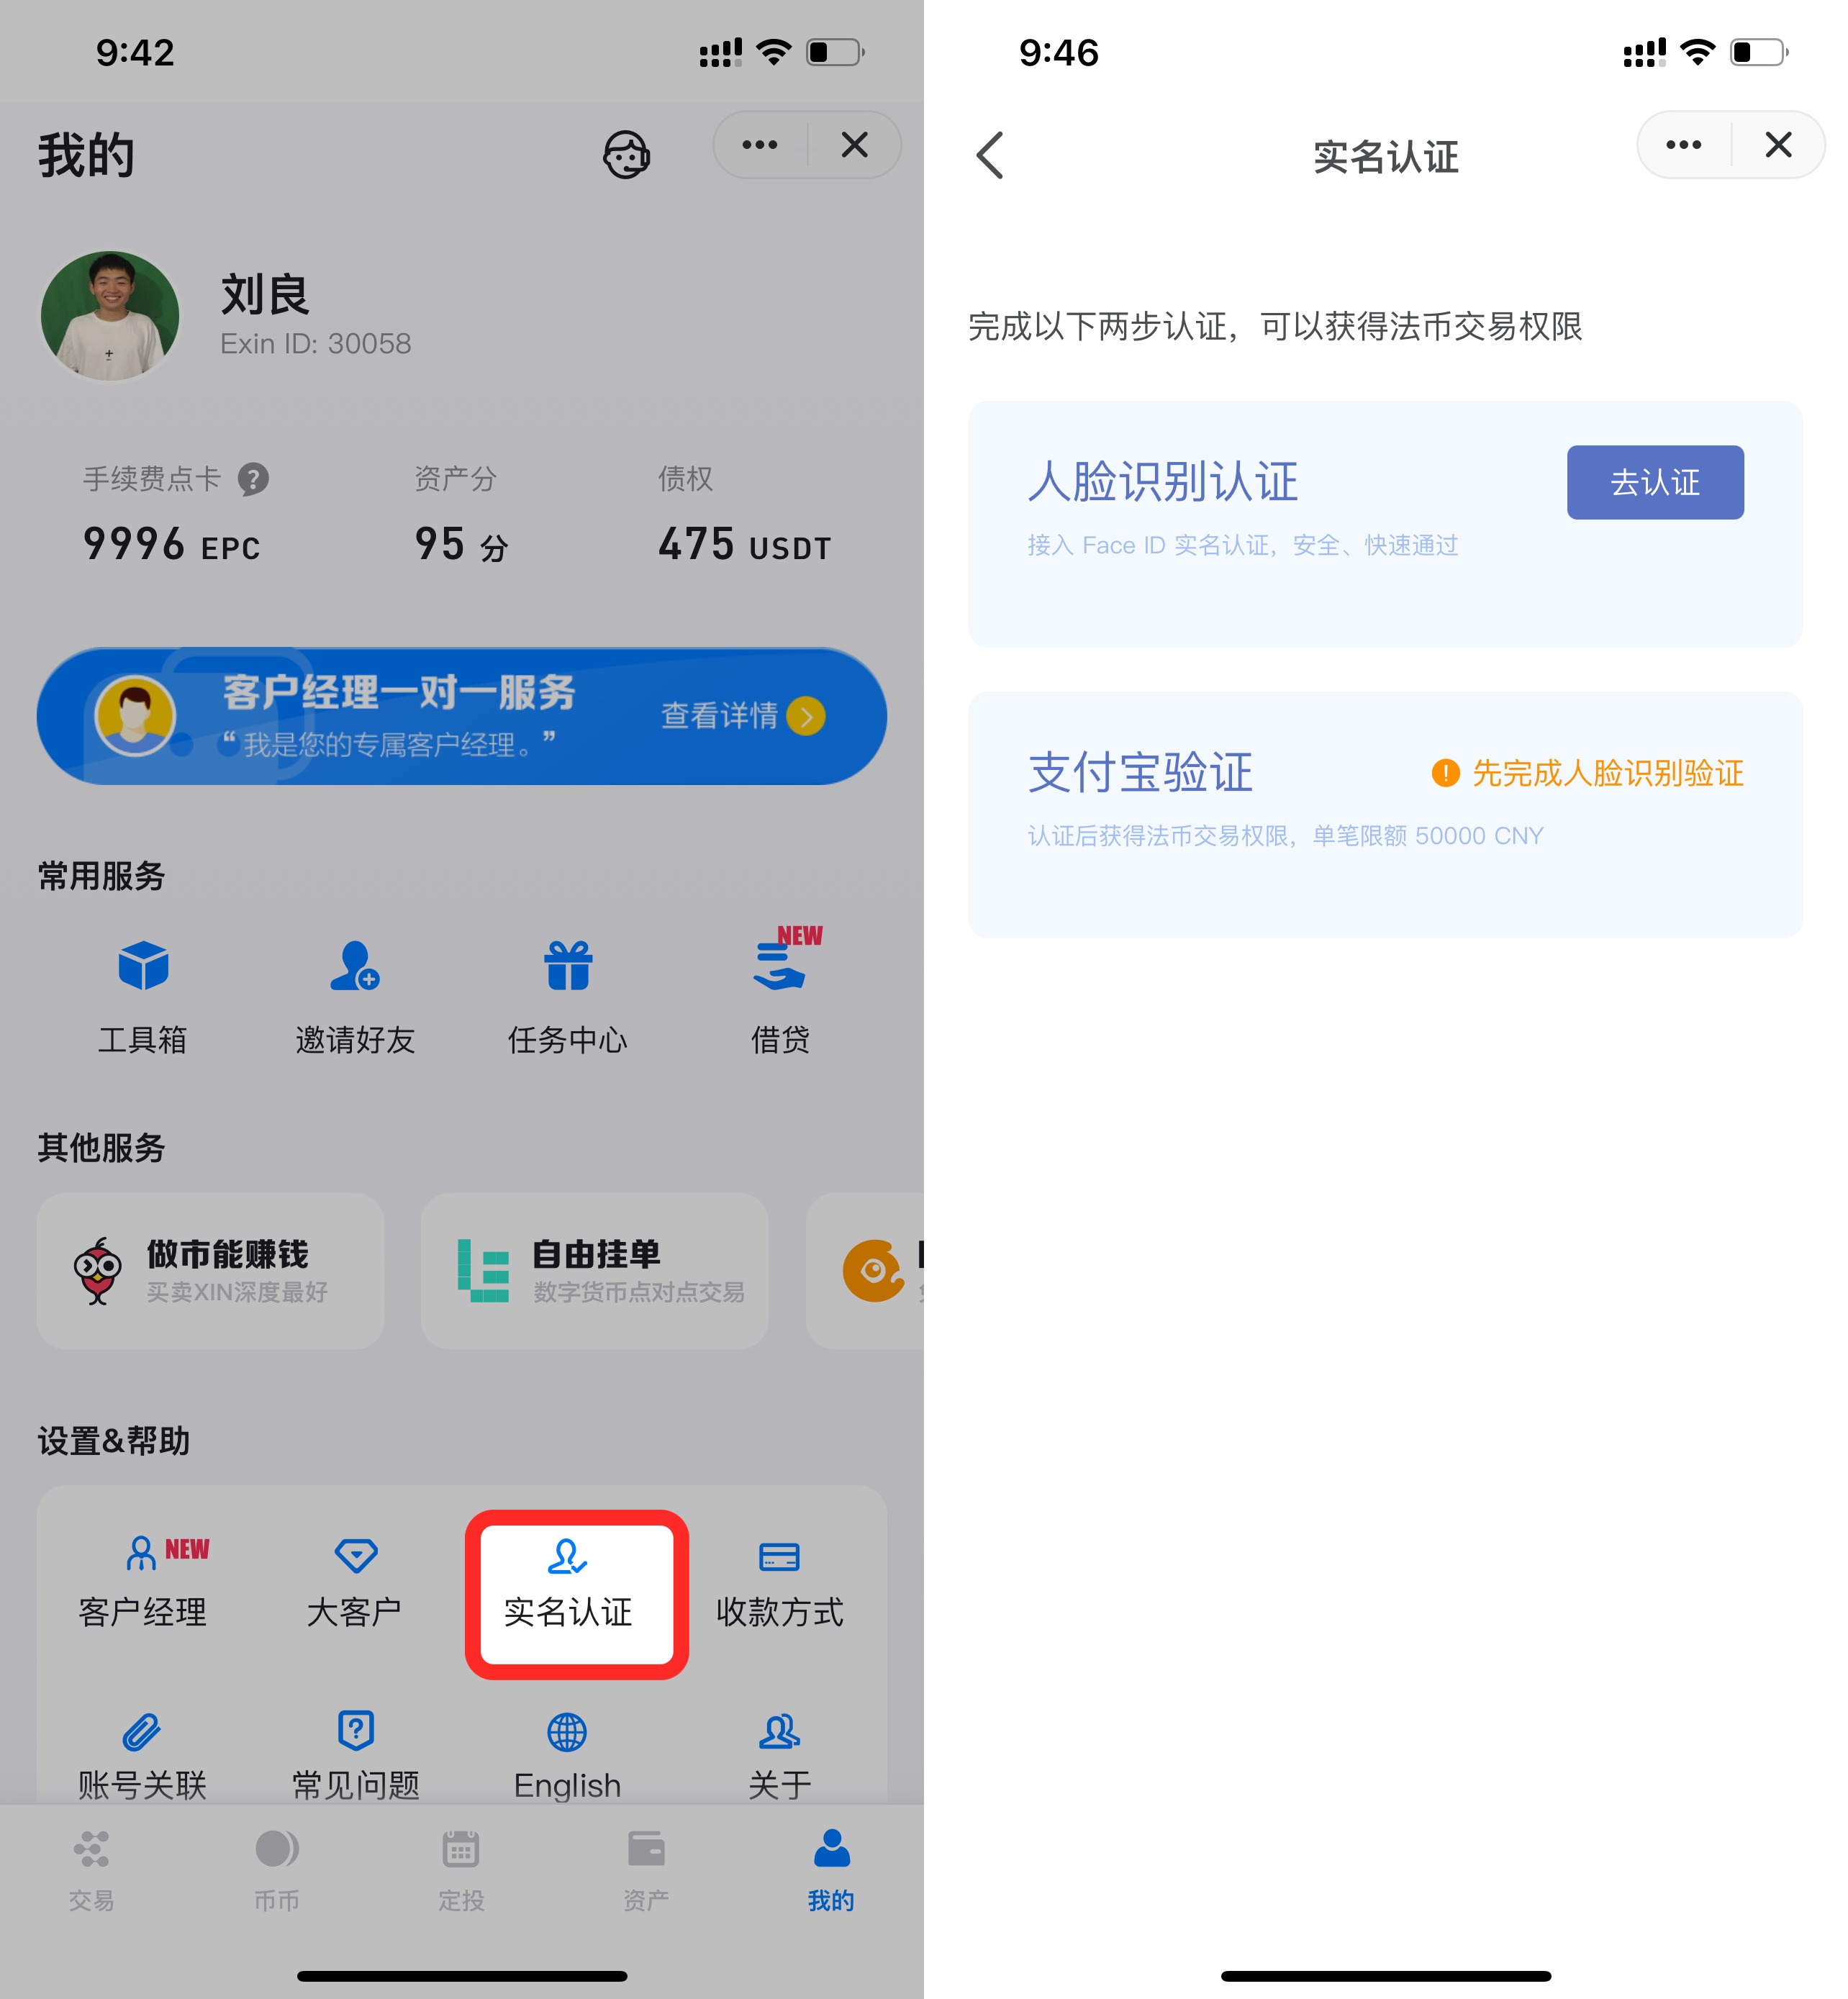 9:42
我的
刘良
Exin ID: 30058
手续费点卡 ?
资产分
债权
9996 EPC
95 分
475 USDT
客户经理一对一服务
“我是您的专属客户经理。”
查看详情
常用服务
NEW
工具箱
邀请好友
任务中心
借贷
其他服务
做市能赚钱
买卖XIN深度最好
自由挂单
数字货币点对点交易
设置&帮助
NEW
客户经理
大客户
实名认证
收款方式
账号关联
常见问题
English
关于
交易
币币
定投
资产
我的
9:46
实名认证
完成以下两步认证，可以获得法币交易权限
人脸识别认证
去认证
接入 Face ID 实名认证，安全、快速通过
支付宝验证
先完成人脸识别验证
认证后获得法币交易权限，单笔限额 50000 CNY